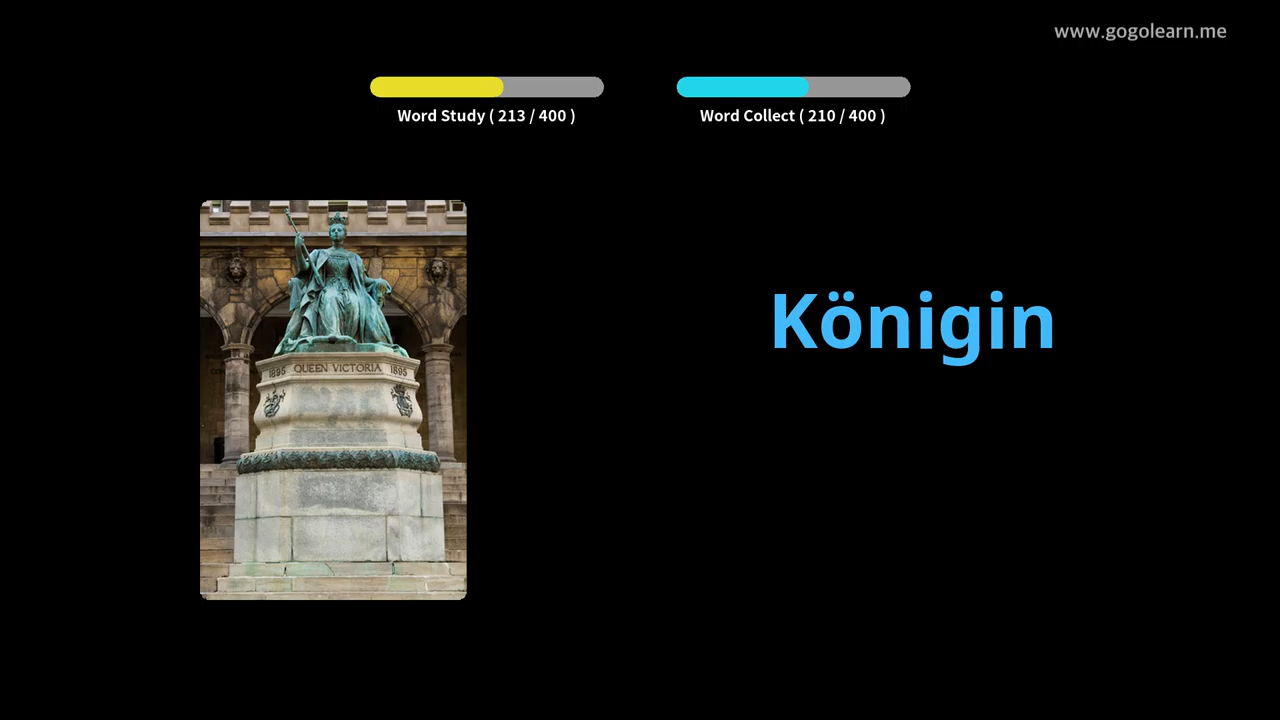 www.gogolearn.me
Word Study ( 213 / 400 )
Word Collect ( 210 / 400 )
Königin
1895 QUEEN VICTORIA 1895